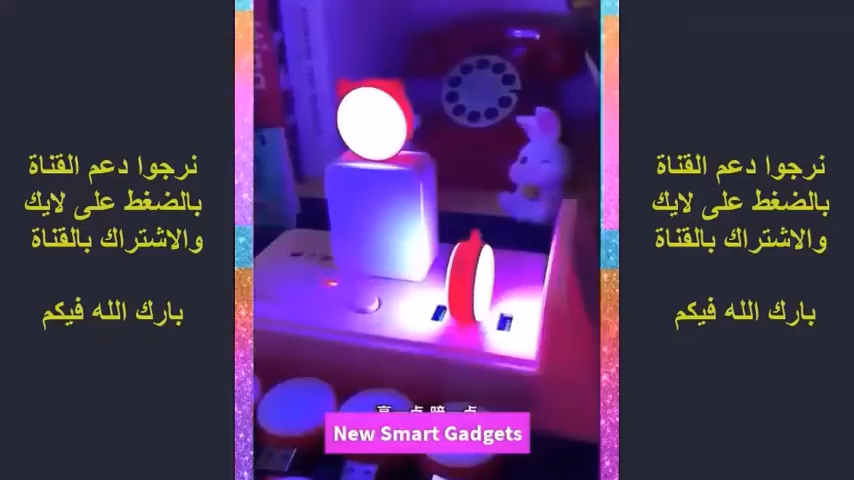 نرجوا دعم القناة
بالضغط على لايك
والاشتراك بالقناة
بارك الله فيكم
New Smart Gadgets
نرجوا دعم القناة
بالضغط على لايك
والاشتراك بالقناة
بارك الله فيكم